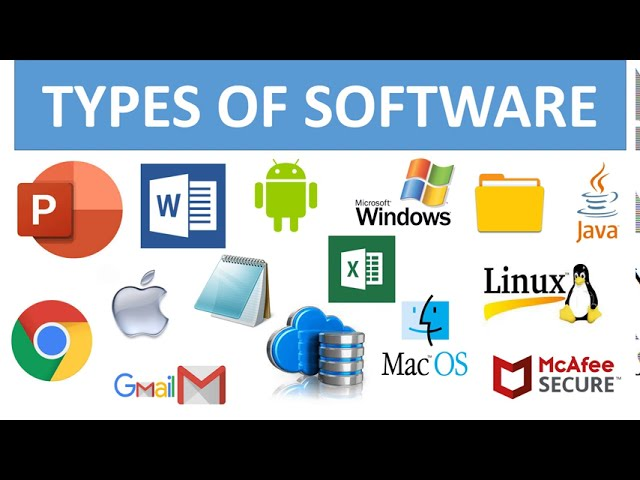 TYPES OF SOFTWARE
P
W
Microsoft
Windows
Java
X
Linux
Mac OS
Gmail
McAfee
SECURE